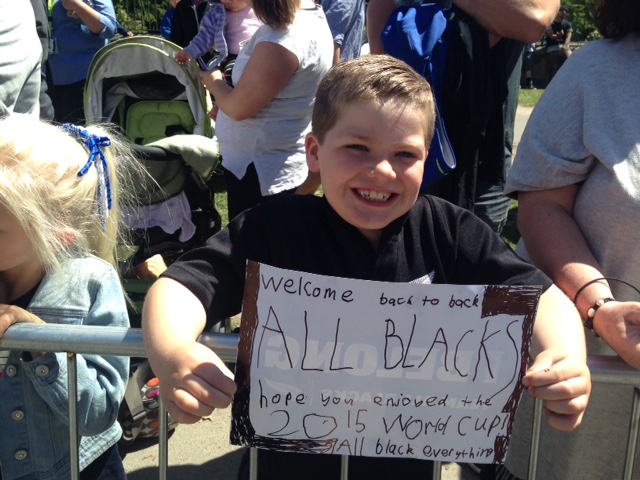 welcome back to back
ALL BLACKS
hope you enjoyed the
2015 World Cup!
All black everything